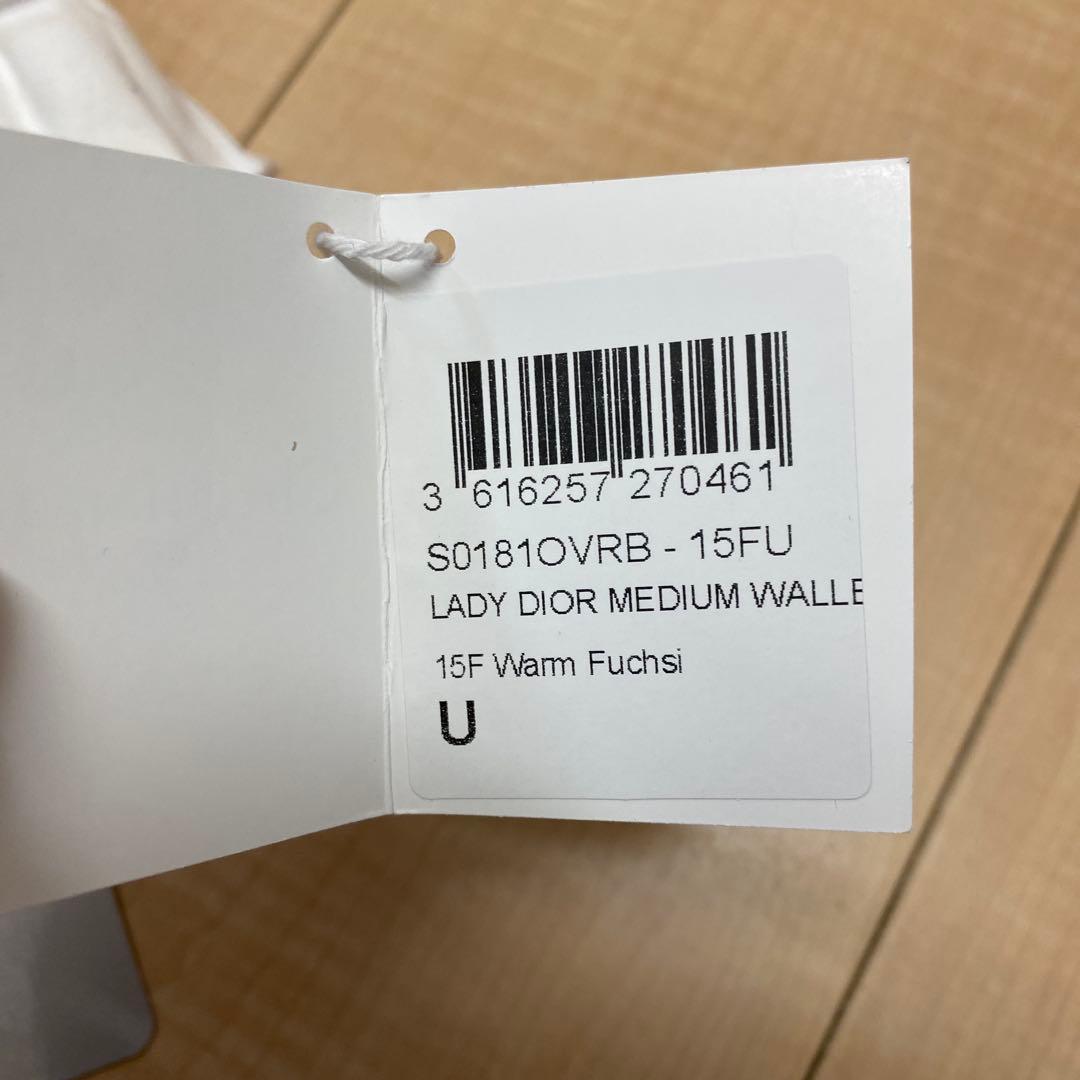 3 616257 270461
S0181OVRB - 15FU
LADY DIOR MEDIUM WALLE
15F Warm Fuchsi
U